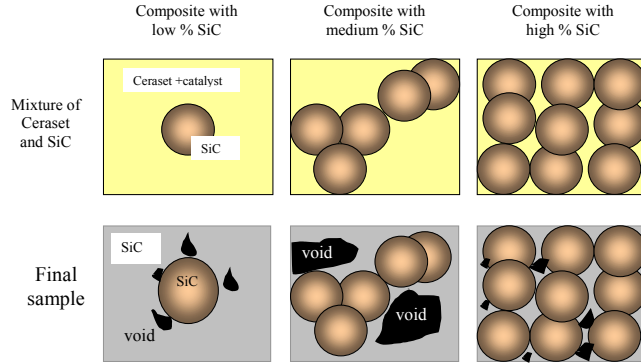 Composite with
low % SiC
Composite with
medium % SiC
Composite with
high % SiC
Mixture of
Ceraset
and SiC
Ceraset +catalyst
SiC
Final
sample
SiC
SiC
void
void
void